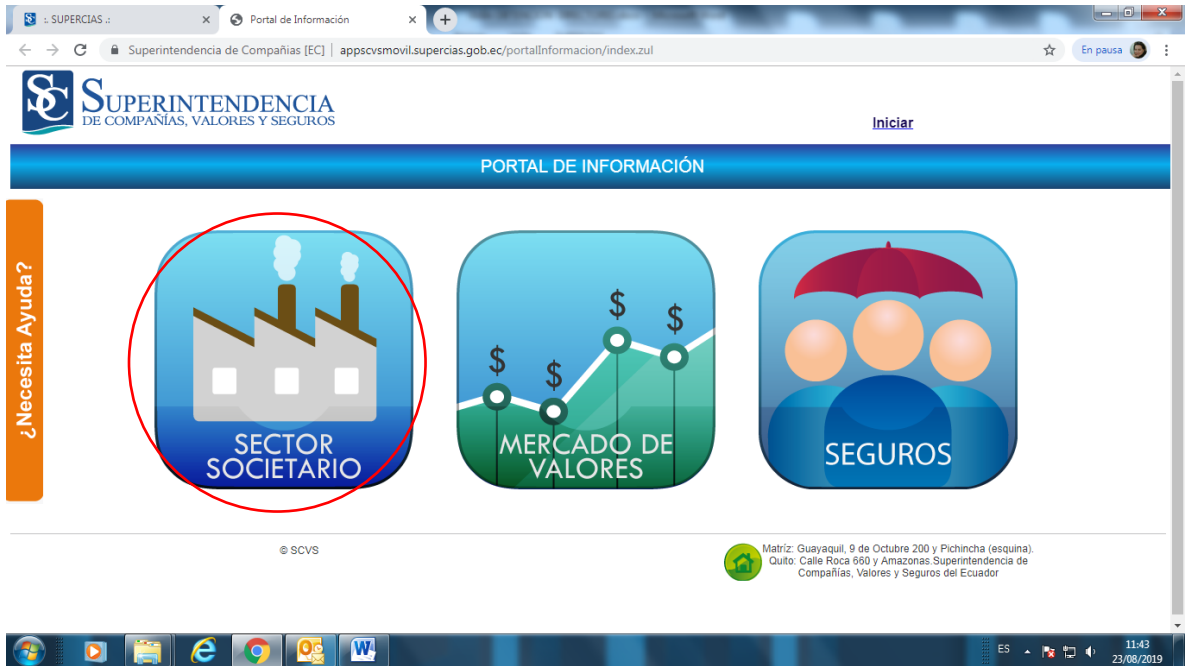 :. SUPERCIAS .:
Portal de Información
Superintendencia de Compañias [EC] | appscvsmovil.supercias.gob.ec/portalInformacion/index.zul
En pausa
SC SUPERINTENDENCIA
DE COMPAÑÍAS, VALORES Y SEGUROS
Iniciar
PORTAL DE INFORMACIÓN
¿Necesita Ayuda?
$ $ $ $
SECTOR
SOCIETARIO
MERCADO DE
VALORES
SEGUROS
© SCVS
Matríz: Guayaquil, 9 de Octubre 200 y Pichincha (esquina).
Quito: Calle Roca 660 y Amazonas.Superintendencia de
Compañías, Valores y Seguros del Ecuador
ES
11:43
23/08/2019